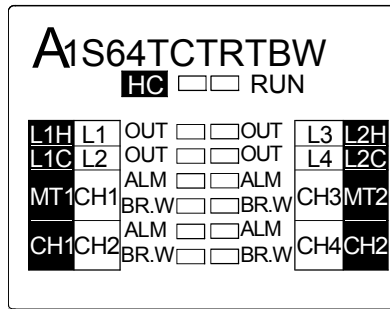 A1S64TCTRTBW
HC RUN
L1H L1 OUT OUT L3 L2H
L1C L2 OUT OUT L4 L2C
MT1 CH1 ALM ALM CH3 MT2
BR.W BR.W
CH1 CH2 ALM ALM CH4 CH2
BR.W BR.W